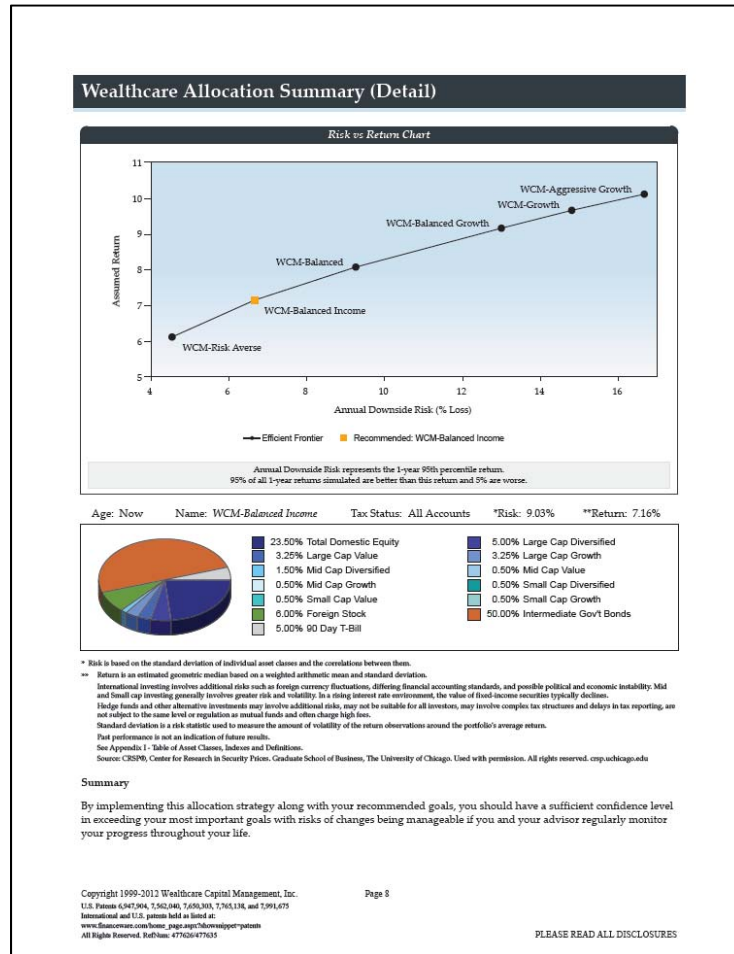 Wealthcare Allocation Summary (Detail)
Risk vs Return Chart
11
10
9
8
7
6
5
Assumed Return
WCM-Aggressive Growth
WCM-Growth
WCM-Balanced Growth
WCM-Balanced
WCM-Balanced Income
WCM-Risk Averse
4 6 8 10 12 14 16
Annual Downside Risk (% Loss)
Efficient Frontier Recommended: WCM-Balanced Income
Annual Downside Risk represents the 1-year 95th percentile return.
95% of all 1-year returns simulated are better than this return and 5% are worse.
Age: Now Name: WCM-Balanced Income Tax Status: All Accounts *Risk: 9.03% **Return: 7.16%
23.50% Total Domestic Equity 5.00% Large Cap Diversified
3.25% Large Cap Value 3.25% Large Cap Growth
1.50% Mid Cap Diversified 0.50% Mid Cap Value
0.50% Mid Cap Growth 0.50% Small Cap Diversified
0.50% Small Cap Value 0.50% Small Cap Growth
6.00% Foreign Stock 50.00% Intermediate Gov't Bonds
5.00% 90 Day T-Bill
* Risk is based on the standard deviation of individual asset classes and the correlations between them.
** Return is an estimated geometric median based on a weighted arithmetic mean and standard deviation.
International investing involves additional risks such as foreign currency fluctuations, differing financial accounting standards, and possible political and economic instability. Mid
and Small cap investing generally involves greater risk and volatility. In a rising interest rate environment, the value of fixed-income securities typically declines.
Hedge funds and other alternative investments may involve additional risks, may not be suitable for all investors, may involve complex tax structures and delays in tax reporting, are
not subject to the same level or regulation as mutual funds and often charge high fees.
Standard deviation is a risk statistic used to measure the amount of volatility of the return observations around the portfolio's average return.
Past performance is not an indication of future results.
See Appendix I - Table of Asset Classes, Indexes and Definitions.
Source: CRSP®, Center for Research in Security Prices. Graduate School of Business, The University of Chicago. Used with permission. All rights reserved. crsp.uchicago.edu
Summary
By implementing this allocation strategy along with your recommended goals, you should have a sufficient confidence level
in exceeding your most important goals with risks of changes being manageable if you and your advisor regularly monitor
your progress throughout your life.
Copyright 1999-2012 Wealthcare Capital Management, Inc. Page 8
U.S. Patents 6,947,904, 7,562,040, 7,650,303, 7,765,138, and 7,991,675
International and U.S. patents held as listed at:
www.financeware.com/home_page.aspx?showsnippet=patents
All Rights Reserved. RefNum: 477626/477635 PLEASE READ ALL DISCLOSURES